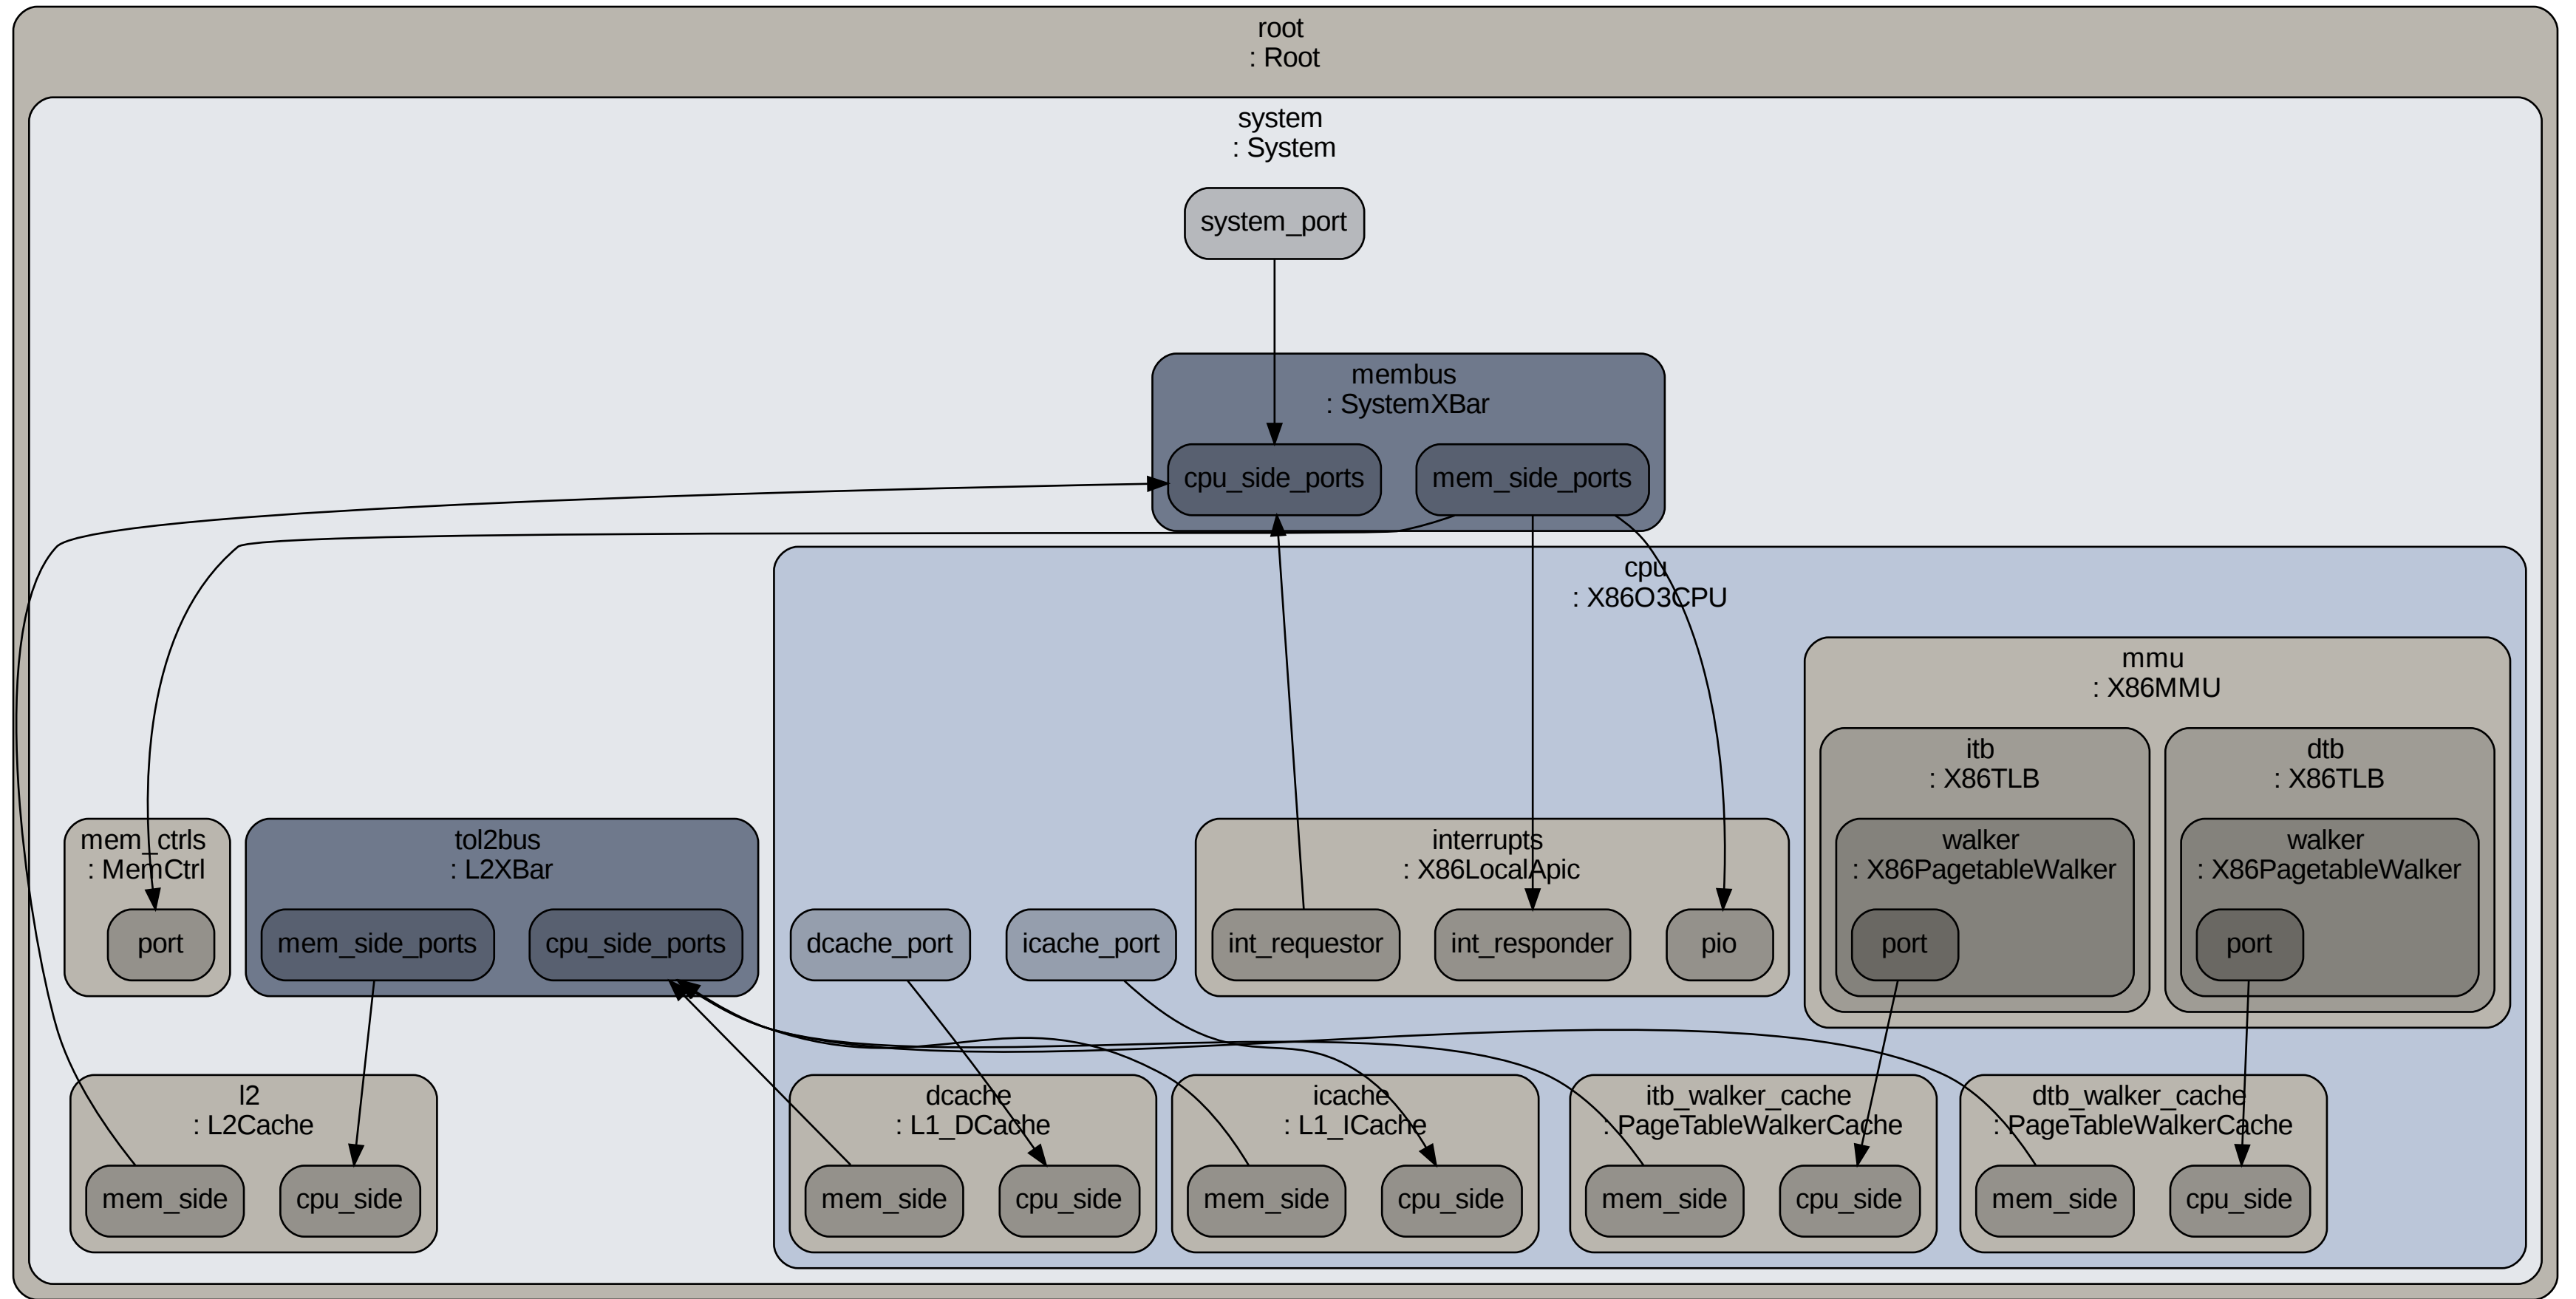 root
: Root
system
: System
system_port
membus
: SystemXBar
cpu_side_ports
mem_side_ports
cpu
: X86O3CPU
mmu
: X86MMU
itb
: X86TLB
dtb
: X86TLB
mem_ctrls
: MemCtrl
port
tol2bus
: L2XBar
mem_side_ports
cpu_side_ports
dcache_port
icache_port
interrupts
: X86LocalApic
int_requestor
int_responder
pio
walker
: X86PagetableWalker
port
walker
: X86PagetableWalker
port
l2
: L2Cache
mem_side
cpu_side
dcache
: L1_DCache
mem_side
cpu_side
icache
: L1_ICache
mem_side
cpu_side
itb_walker_cache
: PageTableWalkerCache
mem_side
cpu_side
dtb_walker_cache
: PageTableWalkerCache
mem_side
cpu_side